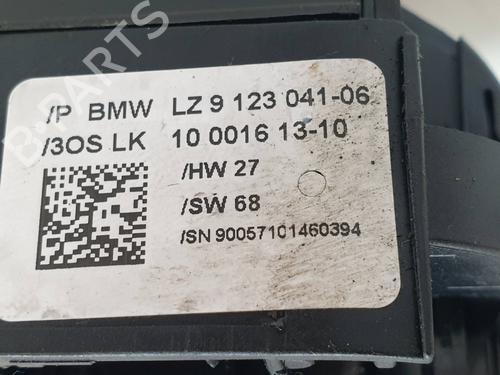 B-PARTS
/P BMW LZ 9 123 041-06
/3OS LK 10 0016 13-10
/HW 27
/SW 68
/SN 90057101460394